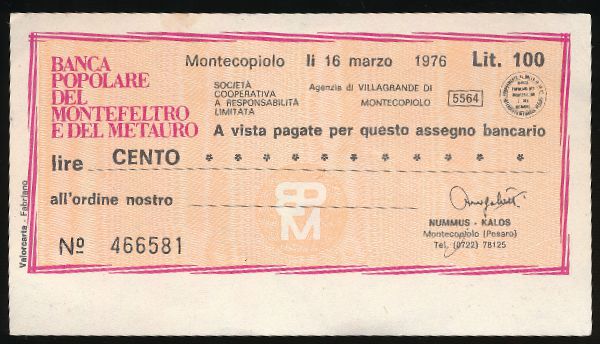 BANCA
POPOLARE
DEL
MONTEFELTRO
E DEL METAURO
Montecopiolo li 16 marzo 1976 Lit. 100
SOCIETÀ
COOPERATIVA
A RESPONSABILITÀ
LIMITATA
Agenzia di VILLAGRANDE DI
MONTECOPIOLO
5564
A vista pagate per questo assegno bancario
lire CENTO * * * * * * * * * * * *
all'ordine nostro
BPM
NUMMUS - KALOS
Montecopiolo (Pesaro)
Tel. (0722) 78125
Nº 466581
Valorcarta - Fabriano